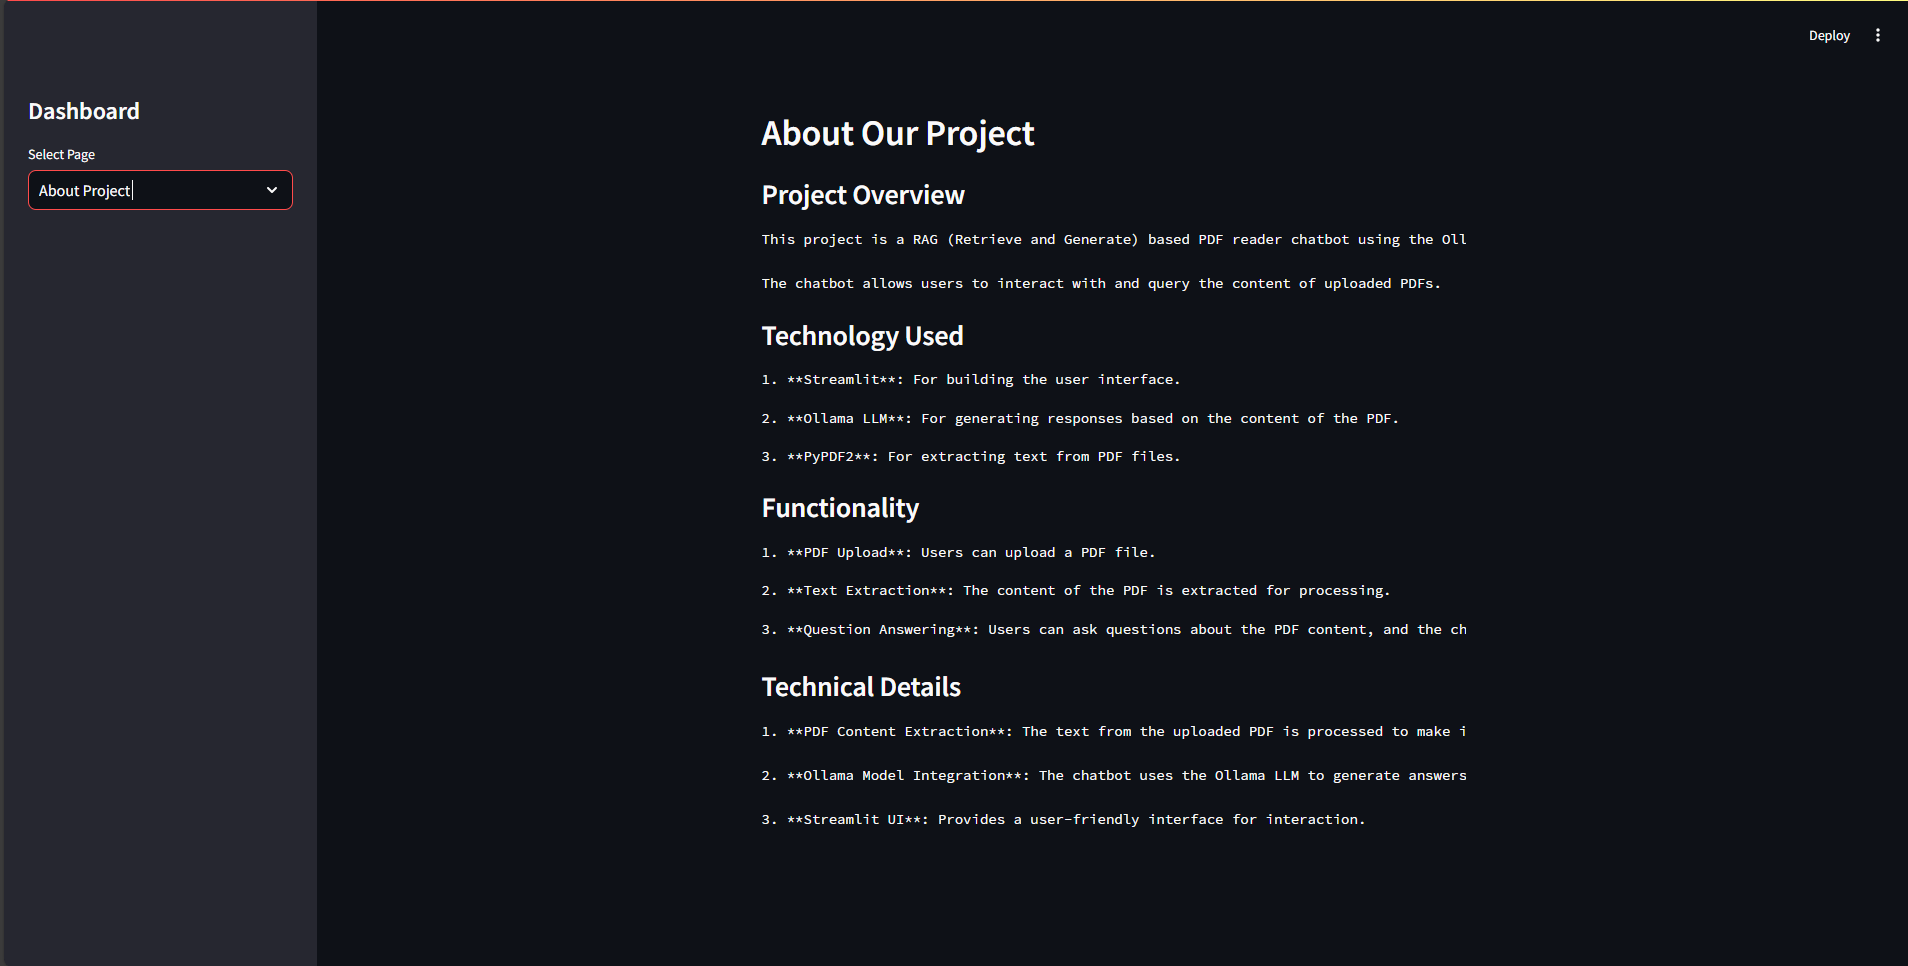 Deploy
Dashboard
Select Page
About Project
About Our Project
Project Overview
This project is a RAG (Retrieve and Generate) based PDF reader chatbot using the Oll
The chatbot allows users to interact with and query the content of uploaded PDFs.
Technology Used
1. **Streamlit**: For building the user interface.
2. **Ollama LLM**: For generating responses based on the content of the PDF.
3. **PyPDF2**: For extracting text from PDF files.
Functionality
1. **PDF Upload**: Users can upload a PDF file.
2. **Text Extraction**: The content of the PDF is extracted for processing.
3. **Question Answering**: Users can ask questions about the PDF content, and the ch
Technical Details
1. **PDF Content Extraction**: The text from the uploaded PDF is processed to make i
2. **Ollama Model Integration**: The chatbot uses the Ollama LLM to generate answers
3. **Streamlit UI**: Provides a user-friendly interface for interaction.